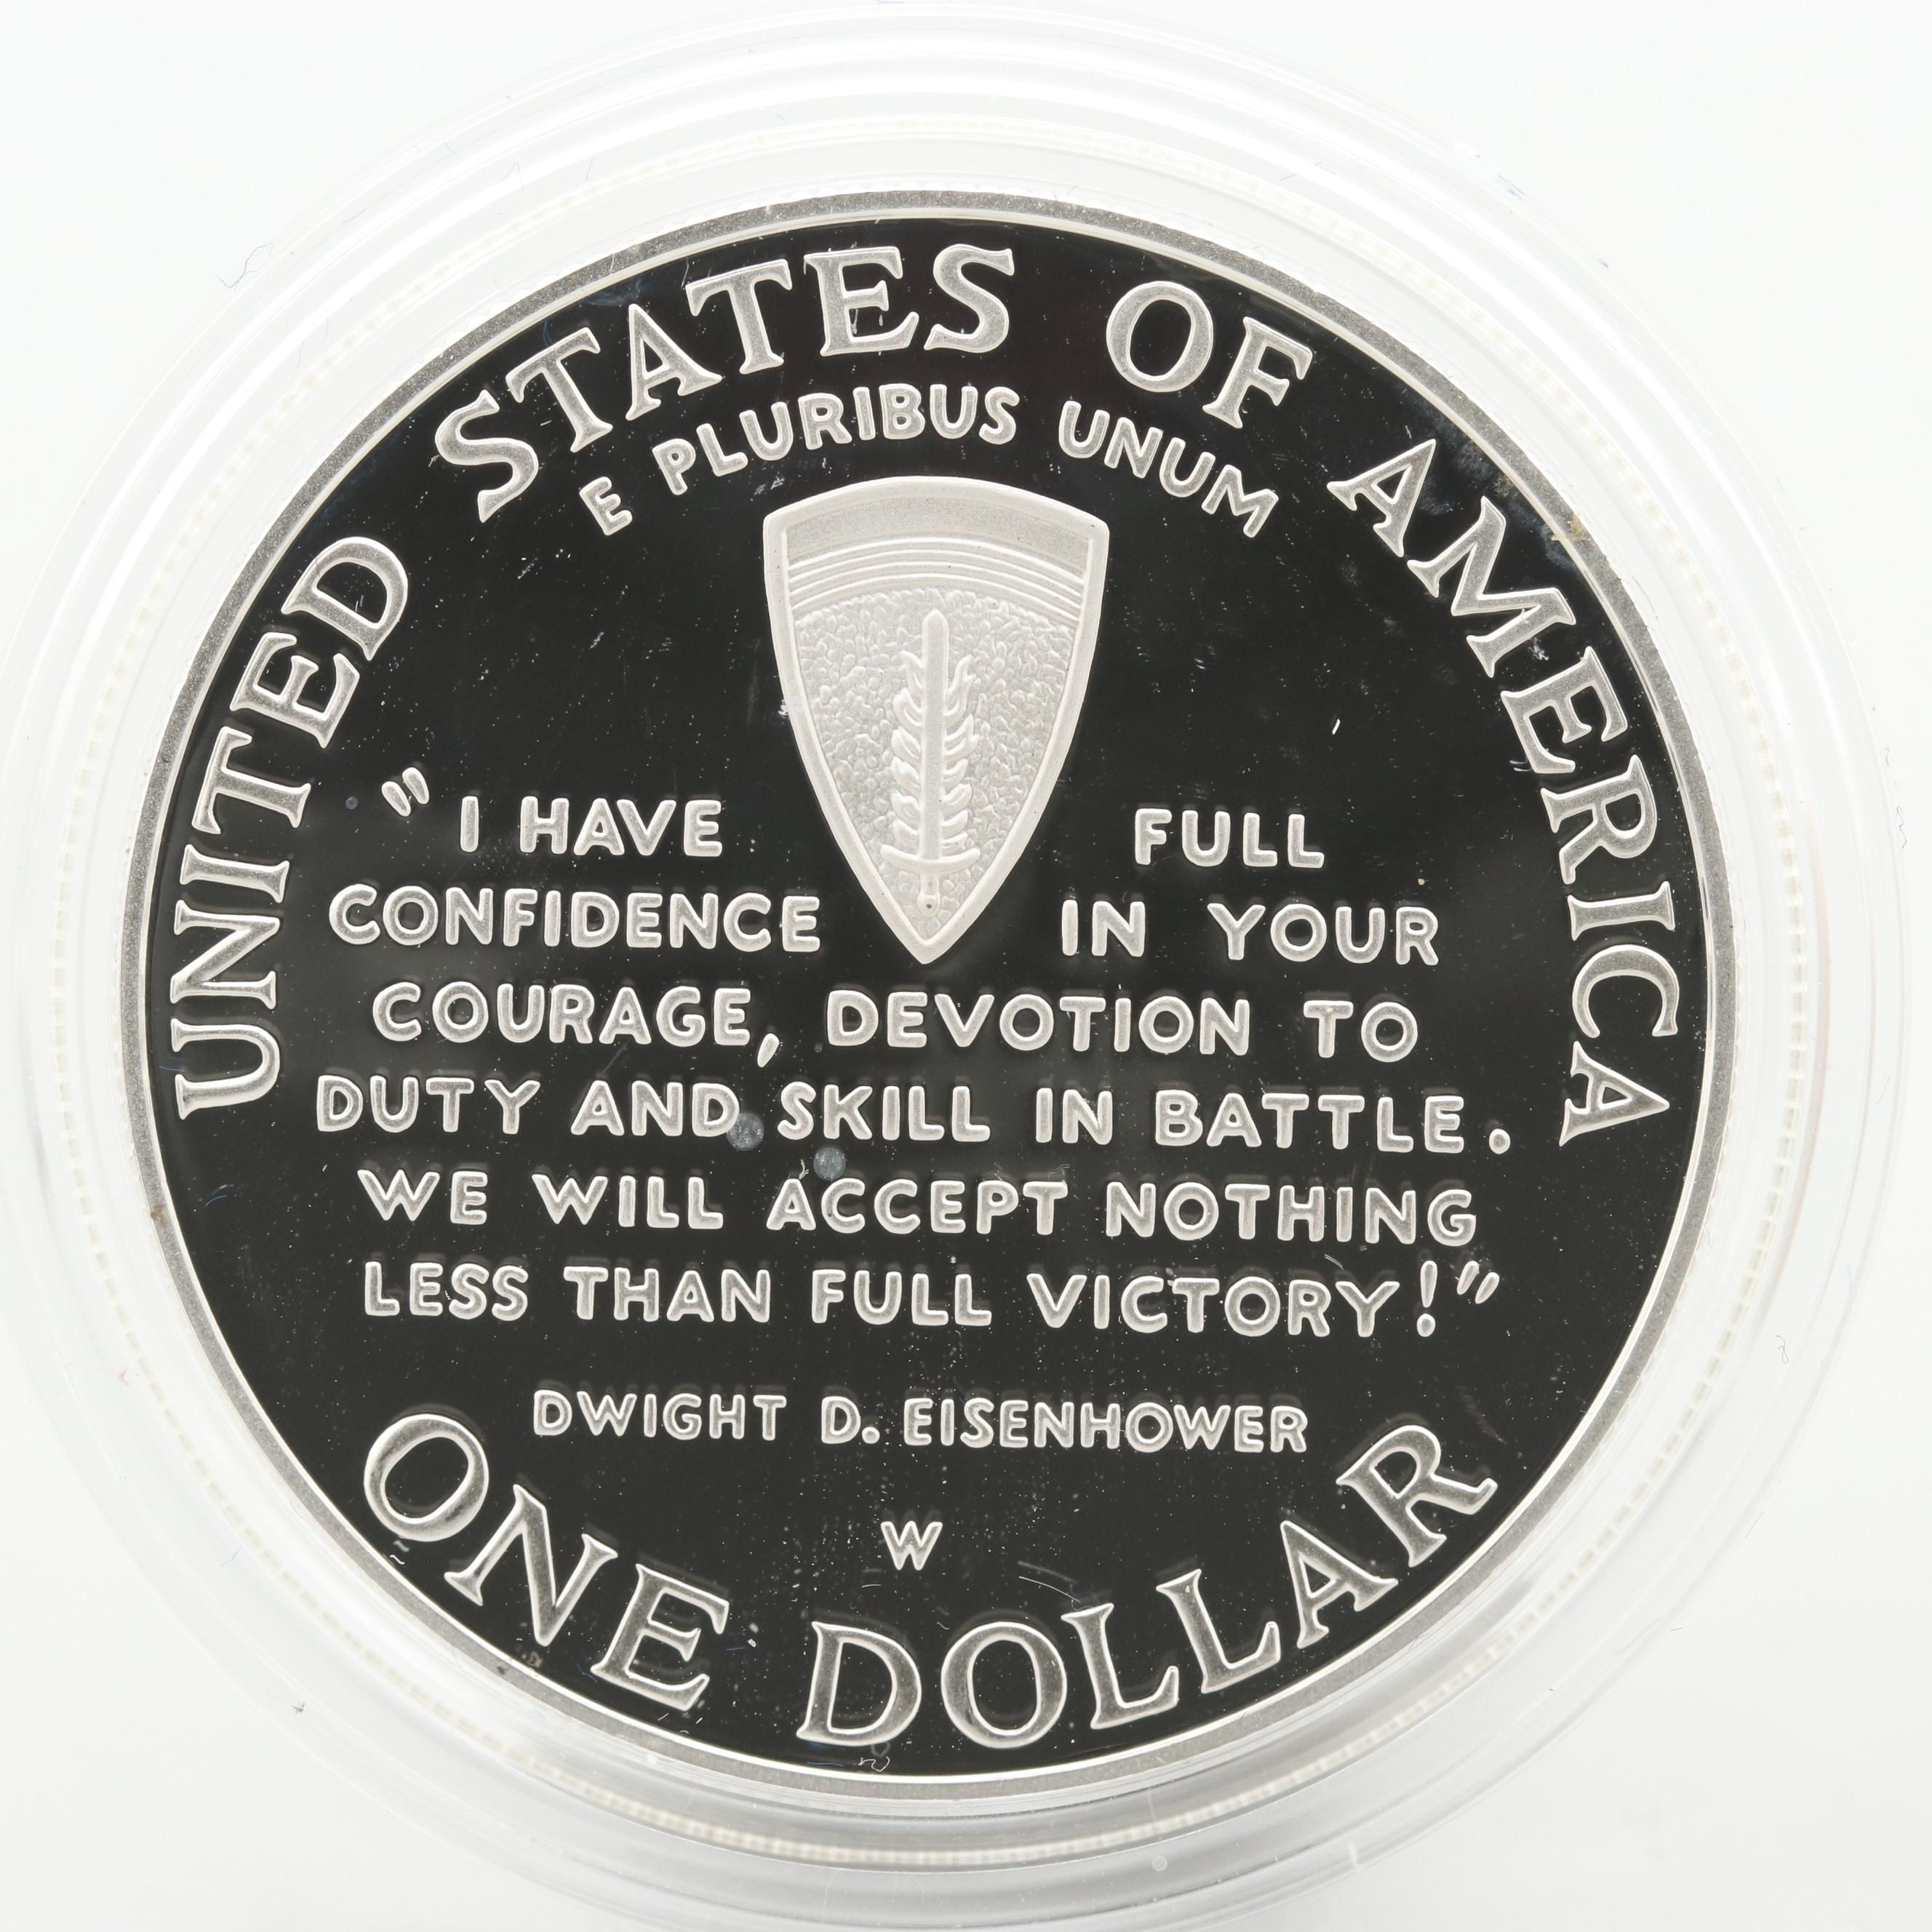 UNITED STATES OF AMERICA
E PLURIBUS UNUM
"I HAVE FULL
CONFIDENCE IN YOUR
COURAGE, DEVOTION TO
DUTY AND SKILL IN BATTLE.
WE WILL ACCEPT NOTHING
LESS THAN FULL VICTORY!"
DWIGHT D. EISENHOWER
W
ONE DOLLAR